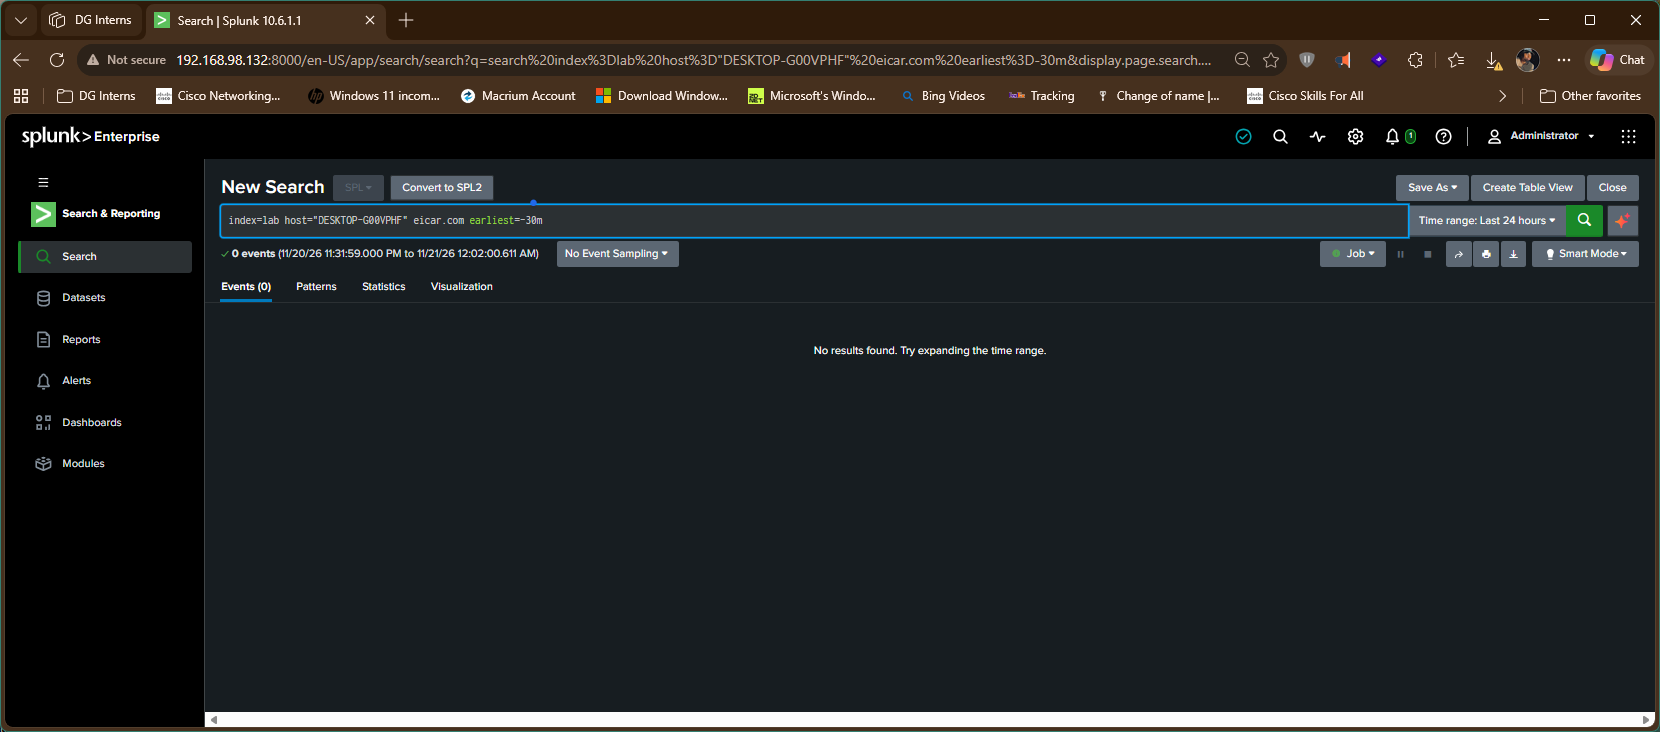 DG Interns
Search | Splunk 10.6.1.1
Not secure 192.168.98.132:8000/en-US/app/search/search?q=search%20index%3Dlab%20host%3D"DESKTOP-G00VPHF"%20eicar.com%20earliest%3D-30m&display.page.search....
Chat
DG Interns
Cisco Networking...
Windows 11 incom...
Macrium Account
Download Window...
Microsoft's Windo...
Bing Videos
Tracking
Change of name |...
Cisco Skills For All
Other favorites
splunk>Enterprise
1
Administrator
Search & Reporting
Search
Datasets
Reports
Alerts
Dashboards
Modules
New Search
SPL
Convert to SPL2
Save As
Create Table View
Close
index=lab host="DESKTOP-G00VPHF" eicar.com earliest=-30m
Time range: Last 24 hours
0 events (11/20/26 11:31:59.000 PM to 11/21/26 12:02:00.611 AM)
No Event Sampling
Job
Smart Mode
Events (0)
Patterns
Statistics
Visualization
No results found. Try expanding the time range.